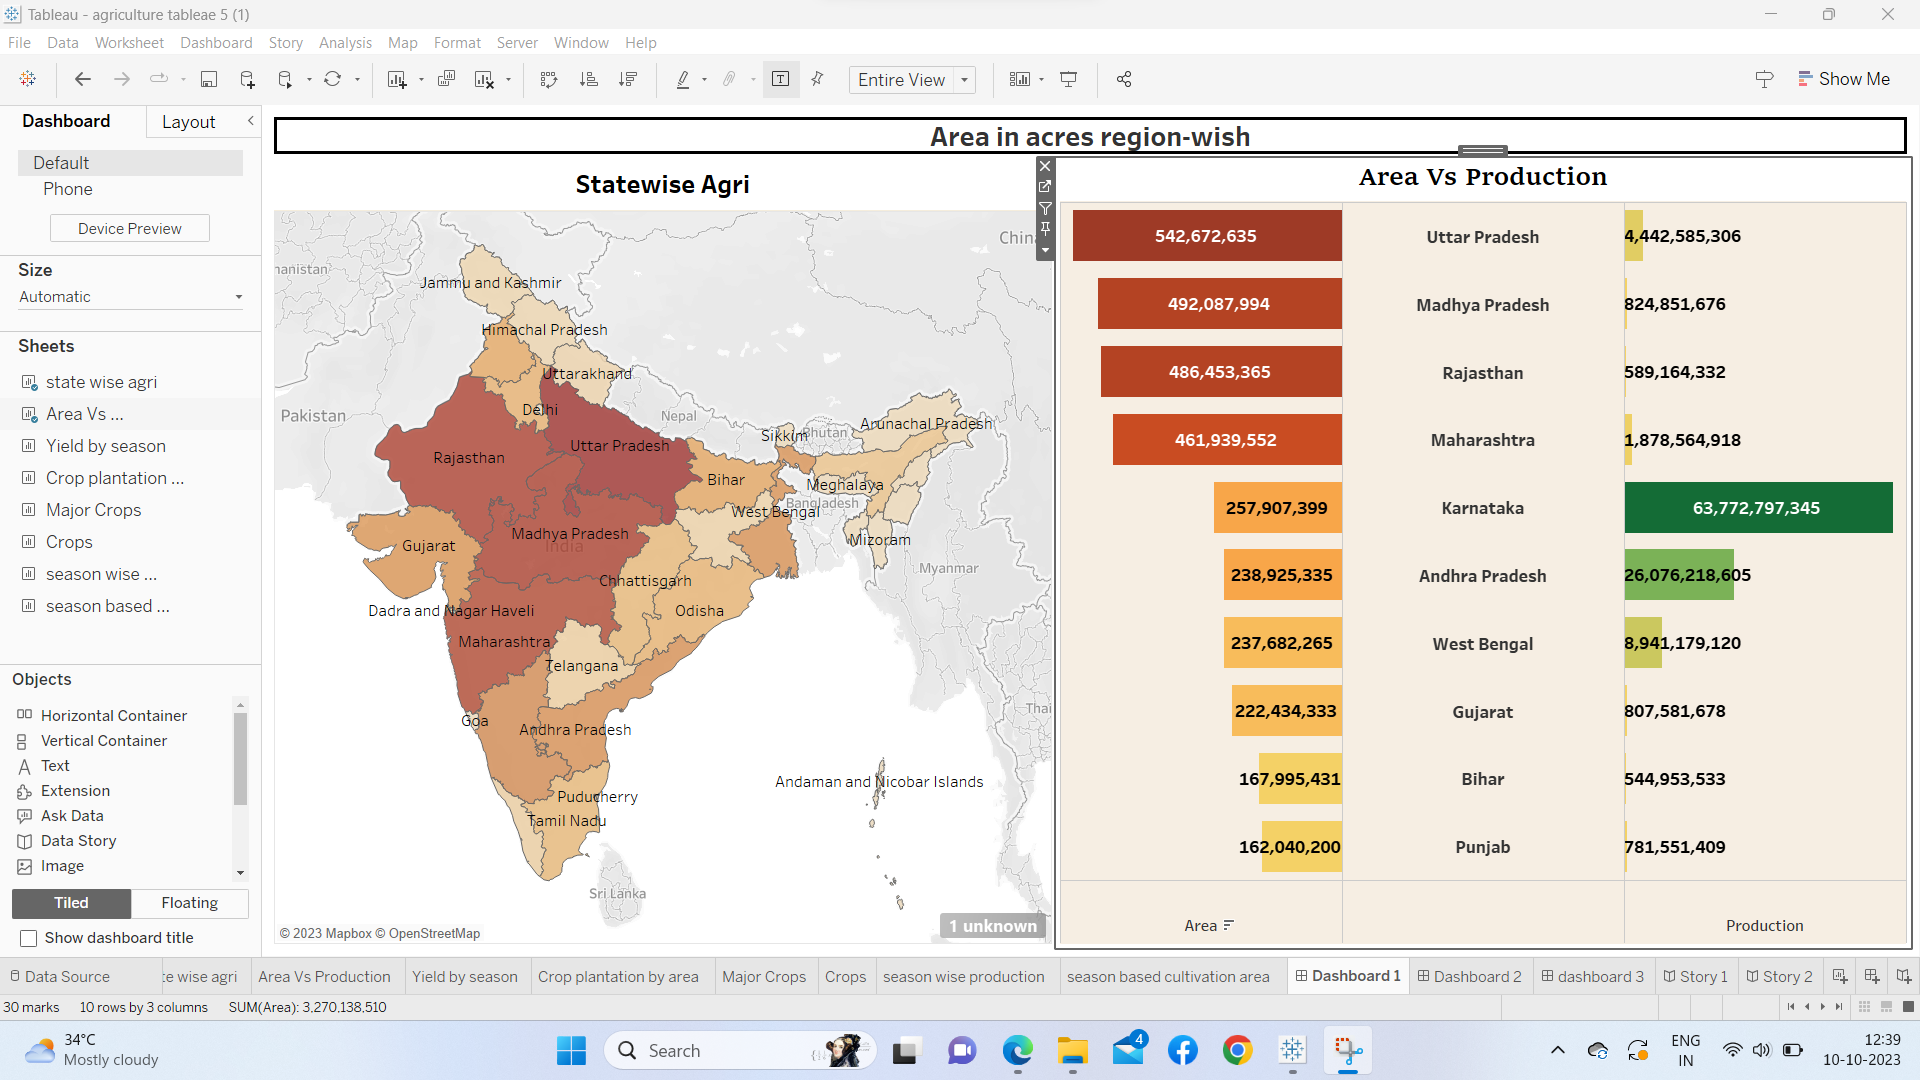 Tableau - agriculture tableae 5 (1)
File Data Worksheet Dashboard Story Analysis Map Format Server Window Help
Entire View
Show Me
Dashboard Layout
Default
Phone
Device Preview
Size
Automatic
Sheets
state wise agri
Area Vs ...
Yield by season
Crop plantation ...
Major Crops
Crops
season wise ...
season based ...
Objects
Horizontal Container
Vertical Container
Text
Extension
Ask Data
Data Story
Image
Tiled Floating
Show dashboard title
Area in acres region-wish
Statewise Agri
China
hanistan
Jammu and Kashmir
Himachal Pradesh
Uttarakhand
Pakistan
Delhi
Nepal
Sikkim
Bhutan
Arunachal Pradesh
Rajasthan
Uttar Pradesh
Bihar
Meghalaya
Bangladesh
West Bengal
Gujarat
Madhya Pradesh
India
Mizoram
Myanmar
Chhattisgarh
Dadra and Nagar Haveli
Odisha
Maharashtra
Telangana
Thai
Goa
Andhra Pradesh
Andaman and Nicobar Islands
Puducherry
Tamil Nadu
Sri Lanka
1 unknown
© 2023 Mapbox © OpenStreetMap
Area Vs Production
542,672,635 Uttar Pradesh 4,442,585,306
492,087,994 Madhya Pradesh 824,851,676
486,453,365 Rajasthan 589,164,332
461,939,552 Maharashtra 1,878,564,918
257,907,399 Karnataka 63,772,797,345
238,925,335 Andhra Pradesh 26,076,218,605
237,682,265 West Bengal 8,941,179,120
222,434,333 Gujarat 807,581,678
167,995,431 Bihar 544,953,533
162,040,200 Punjab 781,551,409
Area Production
Data Source te wise agri Area Vs Production Yield by season Crop plantation by area Major Crops Crops season wise production season based cultivation area Dashboard 1 Dashboard 2 dashboard 3 Story 1 Story 2
30 marks 10 rows by 3 columns SUM(Area): 3,270,138,510
34°C
Mostly cloudy
Search
4
ENG
IN
12:39
10-10-2023